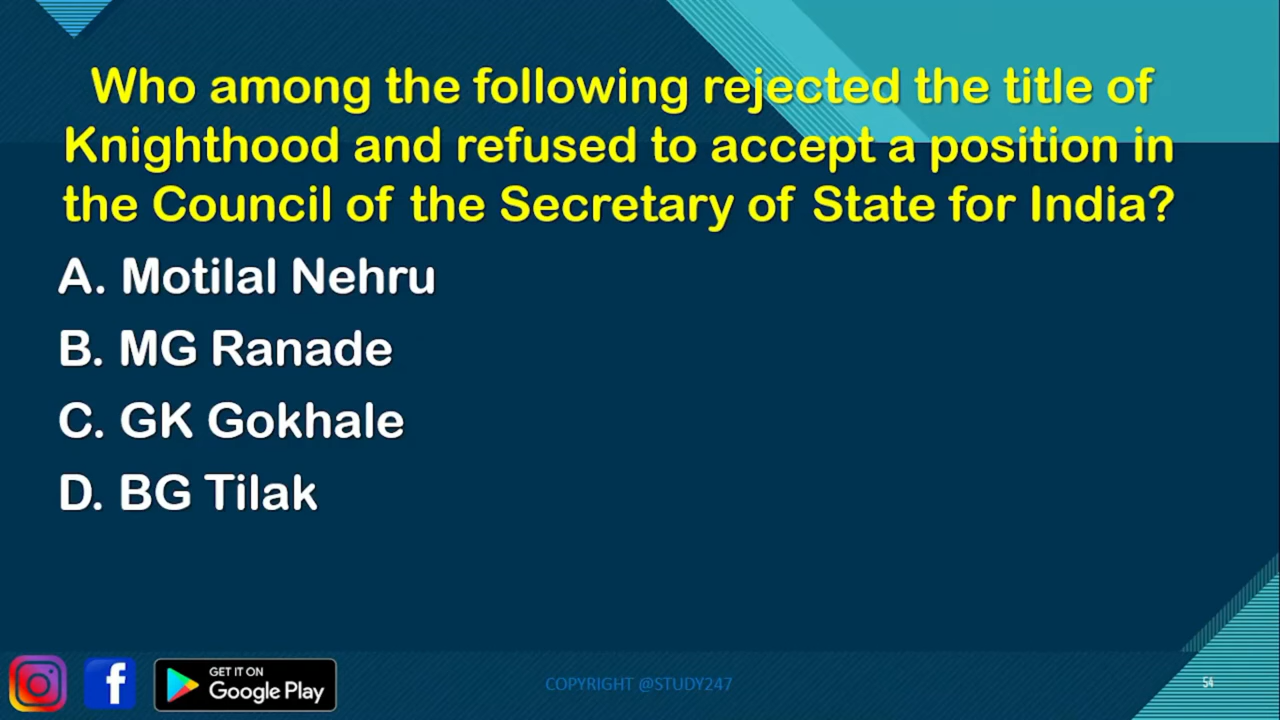 Who among the following rejected the title of
Knighthood and refused to accept a position in
the Council of the Secretary of State for India?
A. Motilal Nehru
B. MG Ranade
C. GK Gokhale
D. BG Tilak
f
GET IT ON
Google Play
COPYRIGHT @STUDY247
54